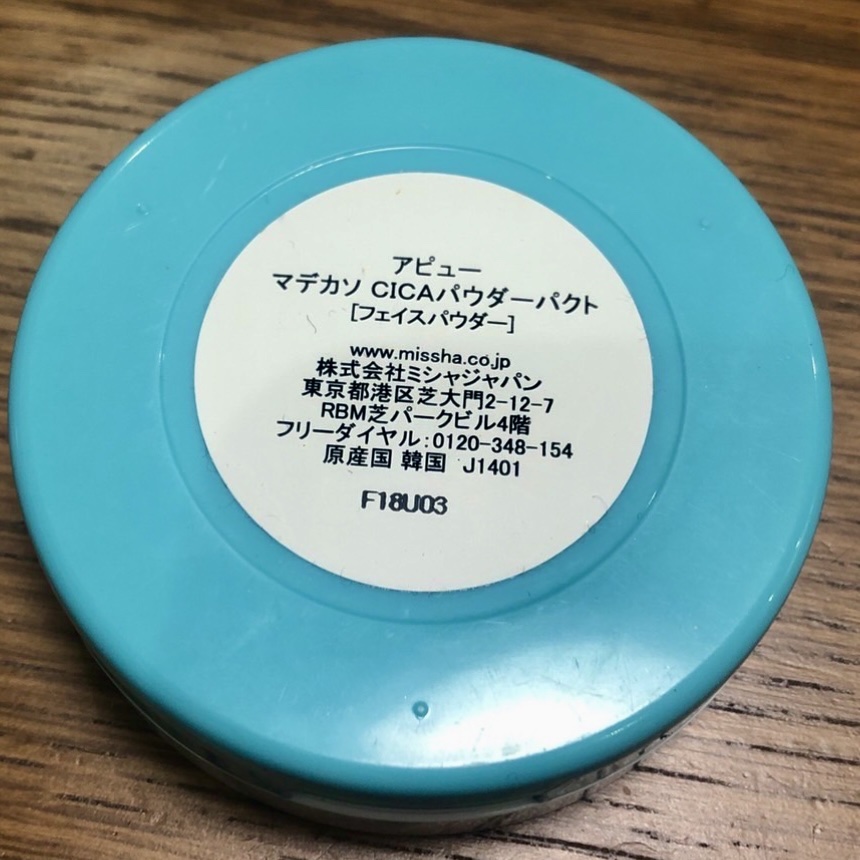 アピュー
マデカソ CICAパウダーパクト
[フェイスパウダー]
www.missha.co.jp
株式会社ミシャジャパン
東京都港区芝大門2-12-7
RBM芝パークビル4階
フリーダイヤル:0120-348-154
原産国 韓国 J1401
F18U03